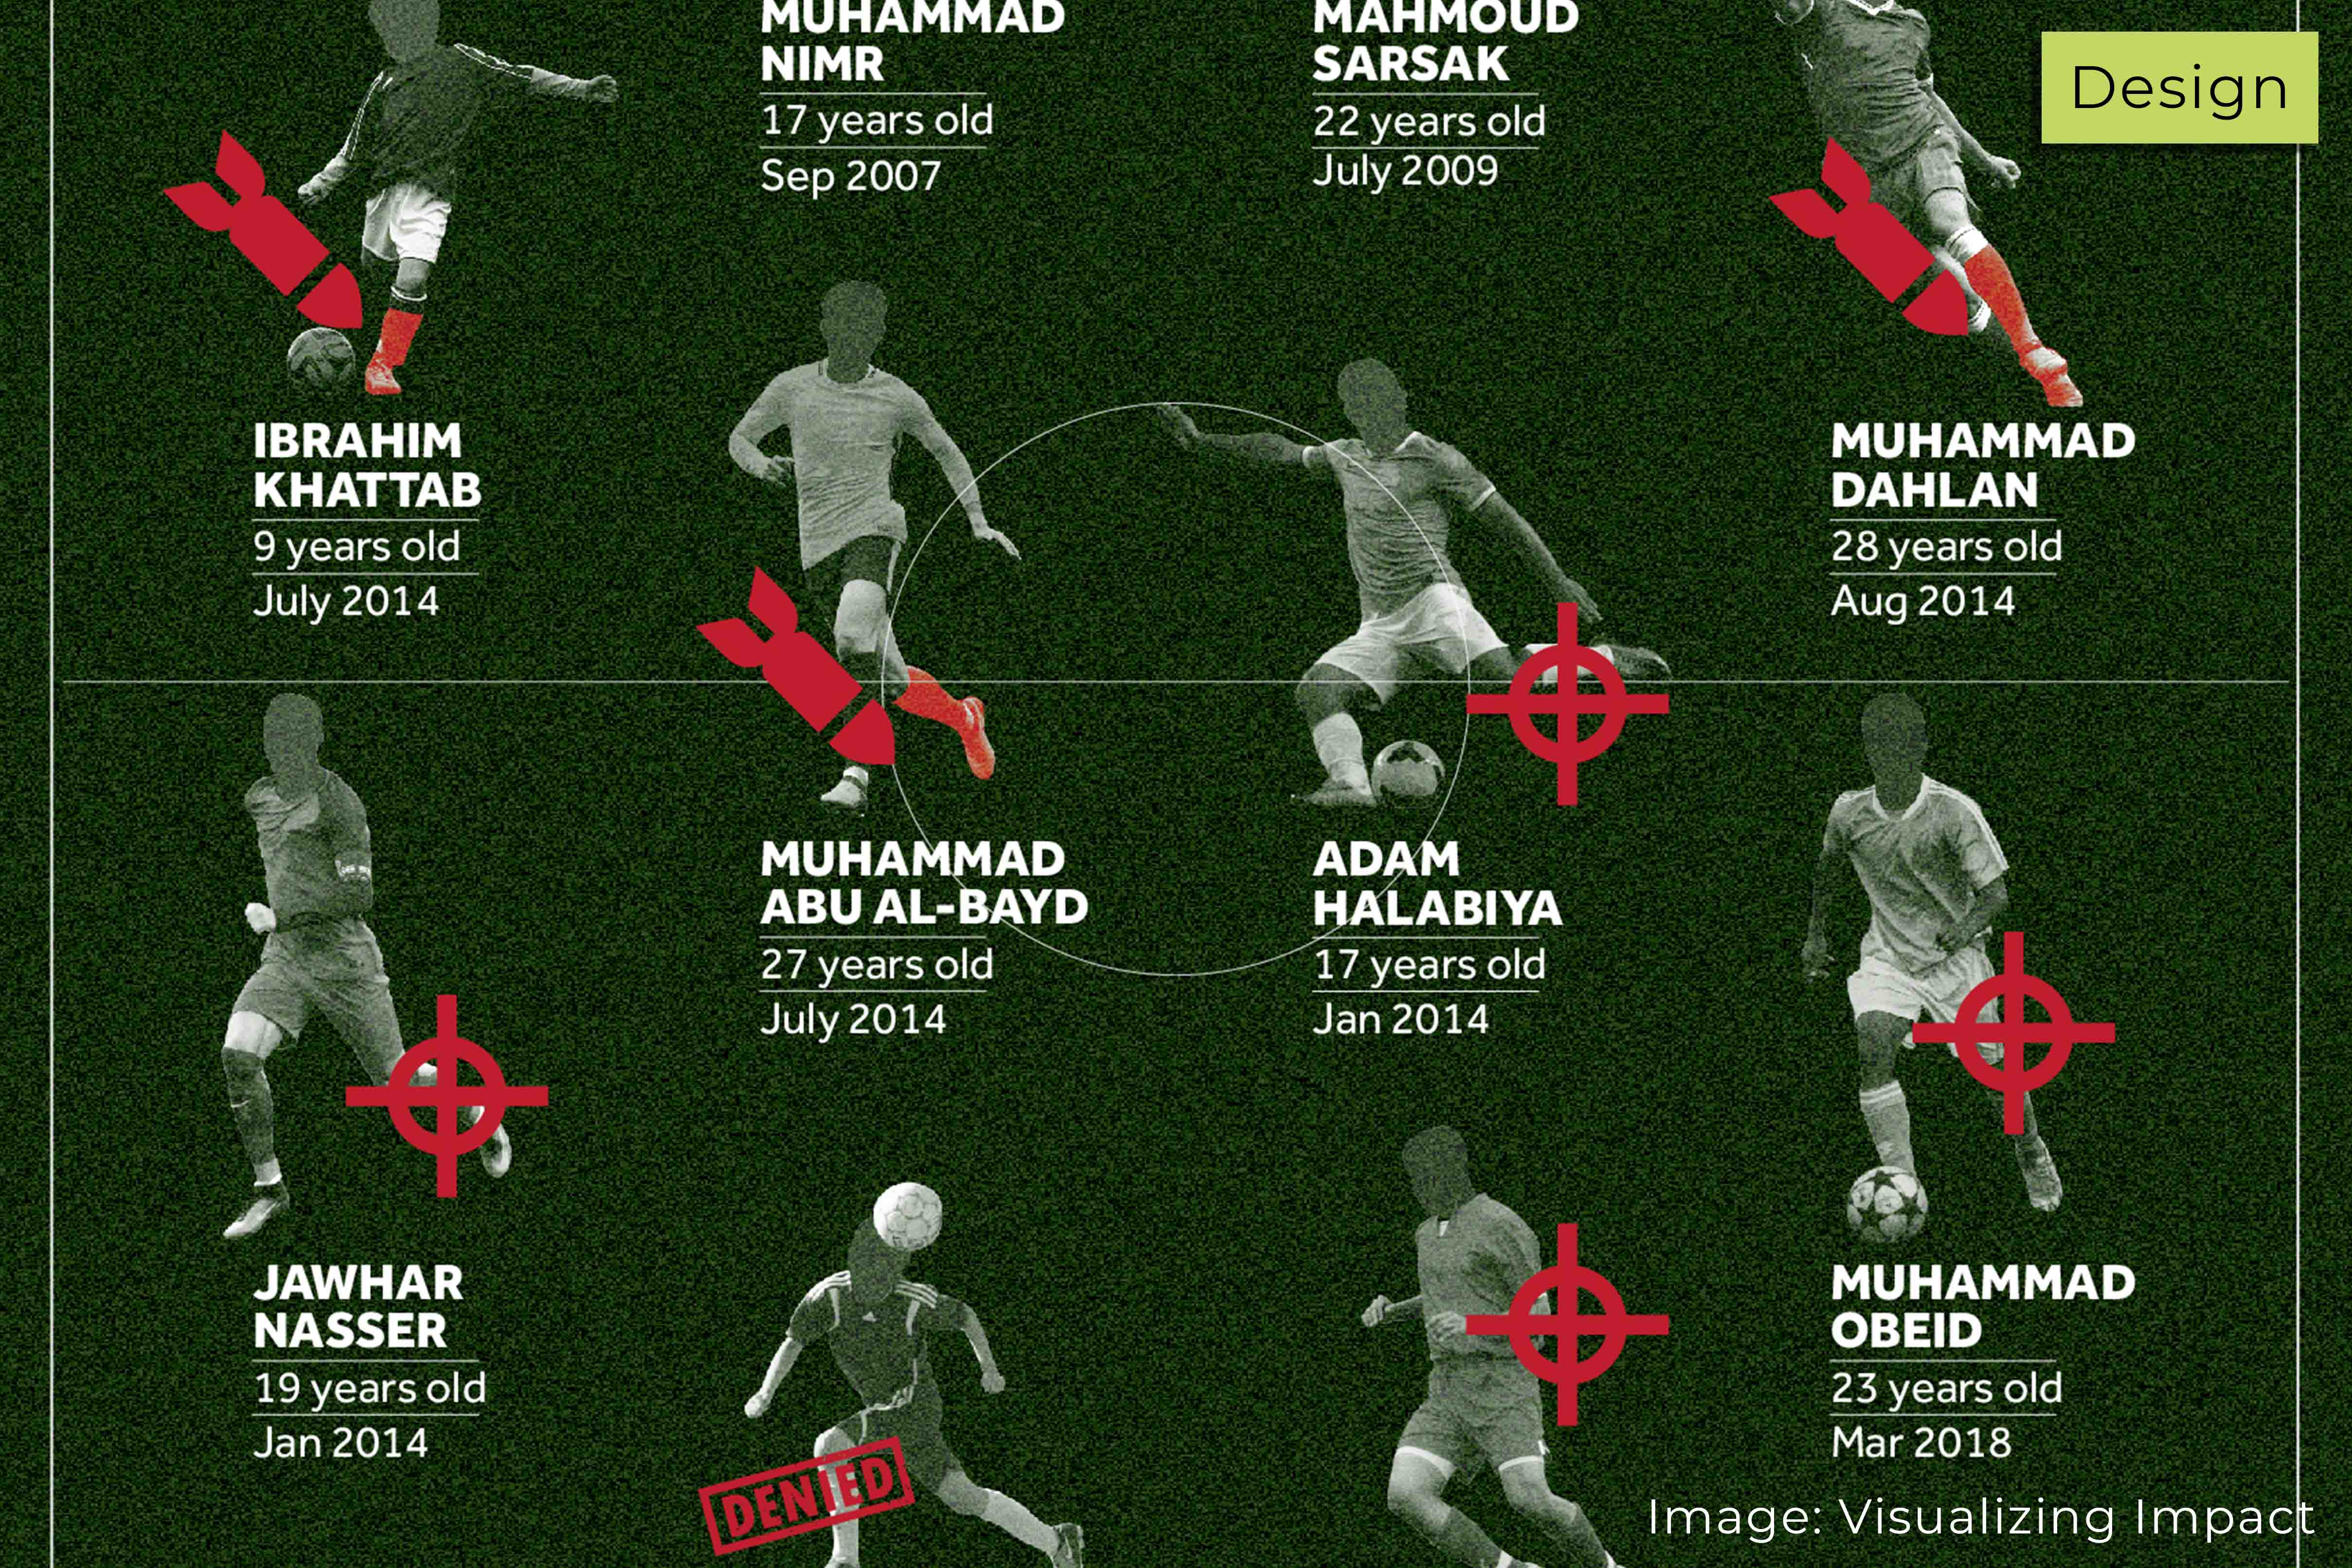 MUHAMMAD
NIMR
17 years old
Sep 2007
MAHMOUD
SARSAK
22 years old
July 2009
Design
IBRAHIM
KHATTAB
9 years old
July 2014
MUHAMMAD
DAHLAN
28 years old
Aug 2014
MUHAMMAD
ABU AL-BAYD
27 years old
July 2014
ADAM
HALABIYA
17 years old
Jan 2014
JAWHAR
NASSER
19 years old
Jan 2014
MUHAMMAD
OBEID
23 years old
Mar 2018
DENIED
Image: Visualizing Impact